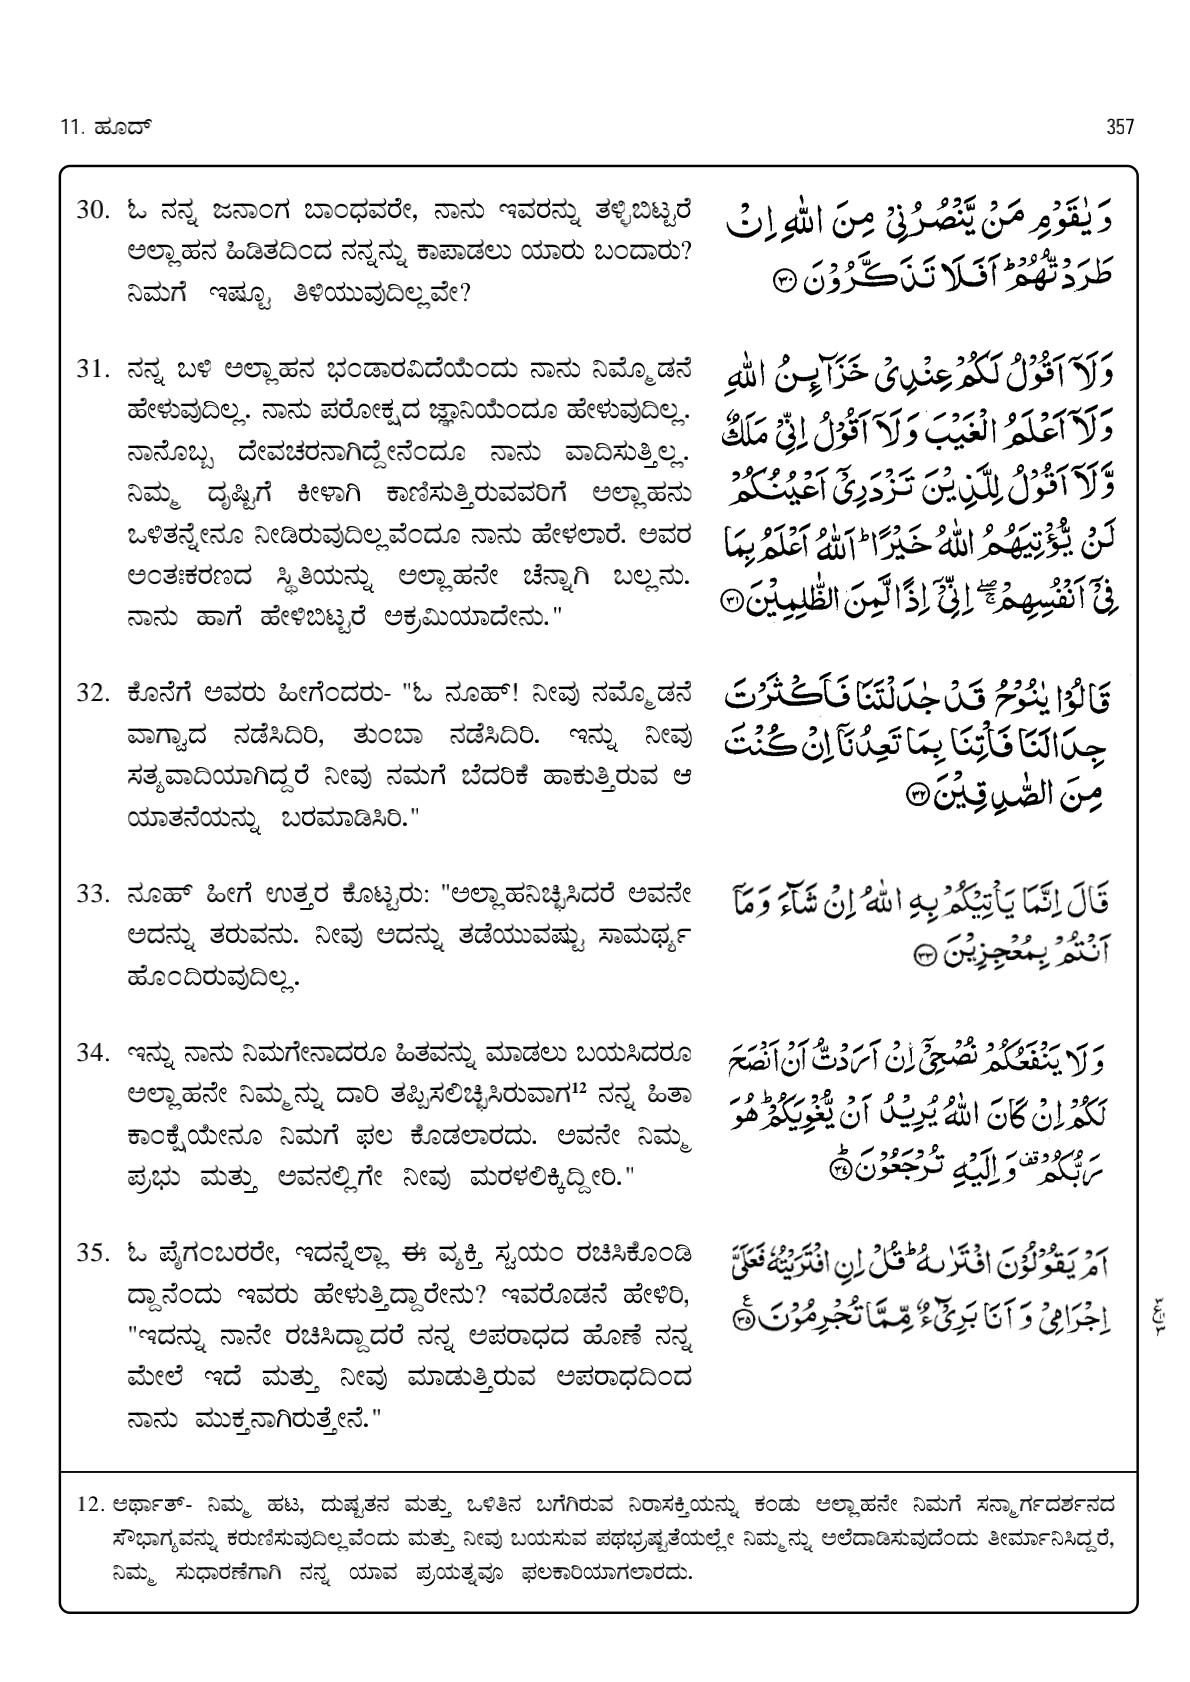 11. ಹೂದ್
357
30. ಓ ನನ್ನ ಜನಾಂಗ ಬಾಂಧವರೇ, ನಾನು ಇವರನ್ನು ತಳ್ಳಿಬಿಟ್ಟರೆ
ಅಲ್ಲಾಹನ ಹಿಡಿತದಿಂದ ನನ್ನನ್ನು ಕಾಪಾಡಲು ಯಾರು ಬಂದಾರು?
ನಿಮಗೆ ಇಷ್ಟೂ ತಿಳಿಯುವುದಿಲ್ಲವೇ?
وَيٰقَوْمِ مَنْ يَّنْصُرُنِيْ مِنَ اللّٰهِ اِنْ
طَرَدْتُّهُمْ ؕ اَفَلَا تَذَكَّرُوْنَ ۝۳۰
31. ನನ್ನ ಬಳಿ ಅಲ್ಲಾಹನ ಭಂಡಾರವಿದೆಯೆಂದು ನಾನು ನಿಮ್ಮೊಡನೆ
ಹೇಳುವುದಿಲ್ಲ. ನಾನು ಪರೋಕ್ಷದ ಜ್ಞಾನಿಯೆಂದೂ ಹೇಳುವುದಿಲ್ಲ.
ನಾನೊಬ್ಬ ದೇವಚರನಾಗಿದ್ದೇನೆಂದೂ ನಾನು ವಾದಿಸುತ್ತಿಲ್ಲ.
ನಿಮ್ಮ ದೃಷ್ಟಿಗೆ ಕೀಳಾಗಿ ಕಾಣಿಸುತ್ತಿರುವವರಿಗೆ ಅಲ್ಲಾಹನು
ಒಳಿತನ್ನೇನೂ ನೀಡಿರುವುದಿಲ್ಲವೆಂದೂ ನಾನು ಹೇಳಲಾರೆ. ಅವರ
ಅಂತಃಕರಣದ ಸ್ಥಿತಿಯನ್ನು ಅಲ್ಲಾಹನೇ ಚೆನ್ನಾಗಿ ಬಲ್ಲನು.
ನಾನು ಹಾಗೆ ಹೇಳಿಬಿಟ್ಟರೆ ಅಕ್ರಮಿಯಾದೇನು."
وَلَاۤ اَقُوْلُ لَكُمْ عِنْدِيْ خَزَآىِٕنُ اللّٰهِ
وَلَاۤ اَعْلَمُ الْغَيْبَ وَلَاۤ اَقُوْلُ اِنِّيْ مَلَكٌ
وَّلَاۤ اَقُوْلُ لِلَّذِيْنَ تَزْدَرِيْۤ اَعْيُنُكُمْ
لَنْ يُّؤْتِيَهُمُ اللّٰهُ خَيْرًا ؕ اَللّٰهُ اَعْلَمُ بِمَا
فِيْۤ اَنْفُسِهِمْ ۖۚ اِنِّيْۤ اِذًا لَّمِنَ الظّٰلِمِيْنَ ۝۳۱
32. ಕೊನೆಗೆ ಅವರು ಹೀಗೆಂದರು- "ಓ ನೂಹ್! ನೀವು ನಮ್ಮೊಡನೆ
ವಾಗ್ವಾದ ನಡೆಸಿದಿರಿ, ತುಂಬಾ ನಡೆಸಿದಿರಿ. ಇನ್ನು ನೀವು
ಸತ್ಯವಾದಿಯಾಗಿದ್ದರೆ ನೀವು ನಮಗೆ ಬೆದರಿಕೆ ಹಾಕುತ್ತಿರುವ ಆ
ಯಾತನೆಯನ್ನು ಬರಮಾಡಿಸಿರಿ."
قَالُوْا يٰنُوْحُ قَدْ جٰدَلْتَنَا فَاَكْثَرْتَ
جِدَالَنَا فَاْتِنَا بِمَا تَعِدُنَاۤ اِنْ كُنْتَ
مِنَ الصّٰدِقِيْنَ ۝۳۲
33. ನೂಹ್ ಹೀಗೆ ಉತ್ತರ ಕೊಟ್ಟರು: "ಅಲ್ಲಾಹನಿಚ್ಛಿಸಿದರೆ ಅವನೇ
ಅದನ್ನು ತರುವನು. ನೀವು ಅದನ್ನು ತಡೆಯುವಷ್ಟು ಸಾಮರ್ಥ್ಯ
ಹೊಂದಿರುವುದಿಲ್ಲ.
قَالَ اِنَّمَا يَاْتِيْكُمْ بِهِ اللّٰهُ اِنْ شَآءَ وَمَاۤ
اَنْتُمْ بِمُعْجِزِيْنَ ۝۳۳
34. ಇನ್ನು ನಾನು ನಿಮಗೇನಾದರೂ ಹಿತವನ್ನು ಮಾಡಲು ಬಯಸಿದರೂ
ಅಲ್ಲಾಹನೇ ನಿಮ್ಮನ್ನು ದಾರಿ ತಪ್ಪಿಸಲಿಚ್ಛಿಸಿರುವಾಗ12 ನನ್ನ ಹಿತಾ
ಕಾಂಕ್ಷೆಯೇನೂ ನಿಮಗೆ ಫಲ ಕೊಡಲಾರದು. ಅವನೇ ನಿಮ್ಮ
ಪ್ರಭು ಮತ್ತು ಅವನಲ್ಲಿಗೇ ನೀವು ಮರಳಲಿಕ್ಕಿದ್ದೀರಿ."
وَلَا يَنْفَعُكُمْ نُصْحِيْۤ اِنْ اَرَدْتُّ اَنْ اَنْصَحَ
لَكُمْ اِنْ كَانَ اللّٰهُ يُرِيْدُ اَنْ يُّغْوِيَكُمْ ؕ هُوَ
رَبُّكُمْ ۫ وَاِلَيْهِ تُرْجَعُوْنَ ؕ۝۳۴
35. ಓ ಪೈಗಂಬರರೇ, ಇದನ್ನೆಲ್ಲಾ ಈ ವ್ಯಕ್ತಿ ಸ್ವಯಂ ರಚಿಸಿಕೊಂಡಿ
ದ್ದಾನೆಂದು ಇವರು ಹೇಳುತ್ತಿದ್ದಾರೇನು? ಇವರೊಡನೆ ಹೇಳಿರಿ,
"ಇದನ್ನು ನಾನೇ ರಚಿಸಿದ್ದಾದರೆ ನನ್ನ ಅಪರಾಧದ ಹೊಣೆ ನನ್ನ
ಮೇಲೆ ಇದೆ ಮತ್ತು ನೀವು ಮಾಡುತ್ತಿರುವ ಅಪರಾಧದಿಂದ
ನಾನು ಮುಕ್ತನಾಗಿರುತ್ತೇನೆ."
اَمْ يَقُوْلُوْنَ افْتَرٰىهُ ؕ قُلْ اِنِ افْتَرَيْتُهٗ فَعَلَيَّ
اِجْرَامِيْ وَاَنَا بَرِيْٓءٌ مِّمَّا تُجْرِمُوْنَ ۧ۝۳۵
12. ಅರ್ಥಾತ್- ನಿಮ್ಮ ಹಟ, ದುಷ್ಟತನ ಮತ್ತು ಒಳಿತಿನ ಬಗೆಗಿರುವ ನಿರಾಸಕ್ತಿಯನ್ನು ಕಂಡು ಅಲ್ಲಾಹನೇ ನಿಮಗೆ ಸನ್ಮಾರ್ಗದರ್ಶನದ
ಸೌಭಾಗ್ಯವನ್ನು ಕರುಣಿಸುವುದಿಲ್ಲವೆಂದು ಮತ್ತು ನೀವು ಬಯಸುವ ಪಥಭ್ರಷ್ಟತೆಯಲ್ಲೇ ನಿಮ್ಮನ್ನು ಅಲೆದಾಡಿಸುವುದೆಂದು ತೀರ್ಮಾನಿಸಿದ್ದರೆ,
ನಿಮ್ಮ ಸುಧಾರಣೆಗಾಗಿ ನನ್ನ ಯಾವ ಪ್ರಯತ್ನವೂ ಫಲಕಾರಿಯಾಗಲಾರದು.